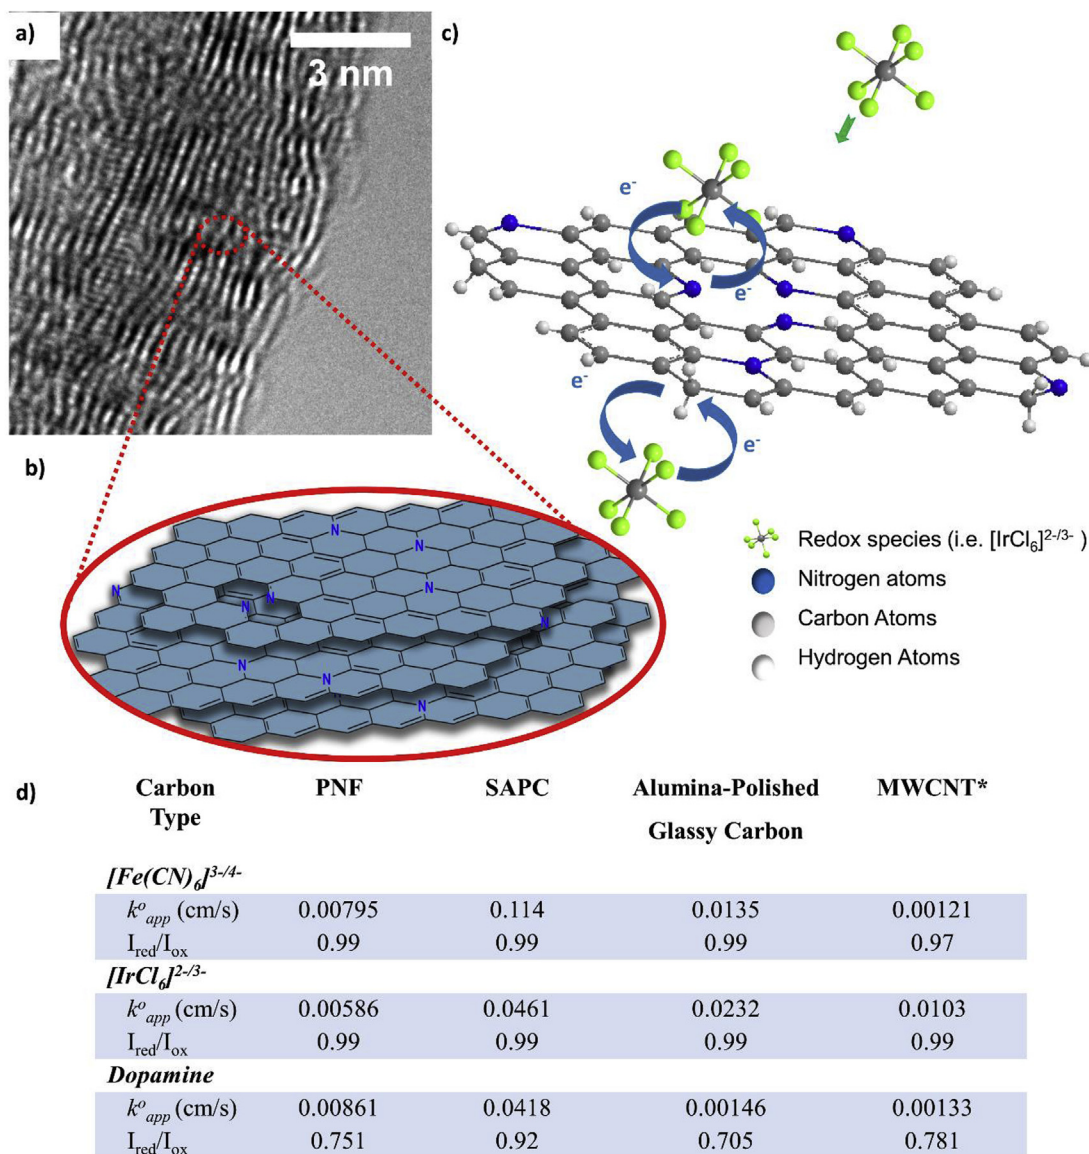 a)
3 nm
c)
e-
e-
e-
e-
b)
N
N
N
N
N
N
N
N
N
N
Redox species (i.e. [IrCl6]2-/3- )
Nitrogen atoms
Carbon Atoms
Hydrogen Atoms
d)
Carbon Type PNF SAPC Alumina-Polished Glassy Carbon MWCNT*
[Fe(CN)6]3-/4-
koapp (cm/s) 0.00795 0.114 0.0135 0.00121
Ired/Iox 0.99 0.99 0.99 0.97
[IrCl6]2-/3-
koapp (cm/s) 0.00586 0.0461 0.0232 0.0103
Ired/Iox 0.99 0.99 0.99 0.99
Dopamine
koapp (cm/s) 0.00861 0.0418 0.00146 0.00133
Ired/Iox 0.751 0.92 0.705 0.781